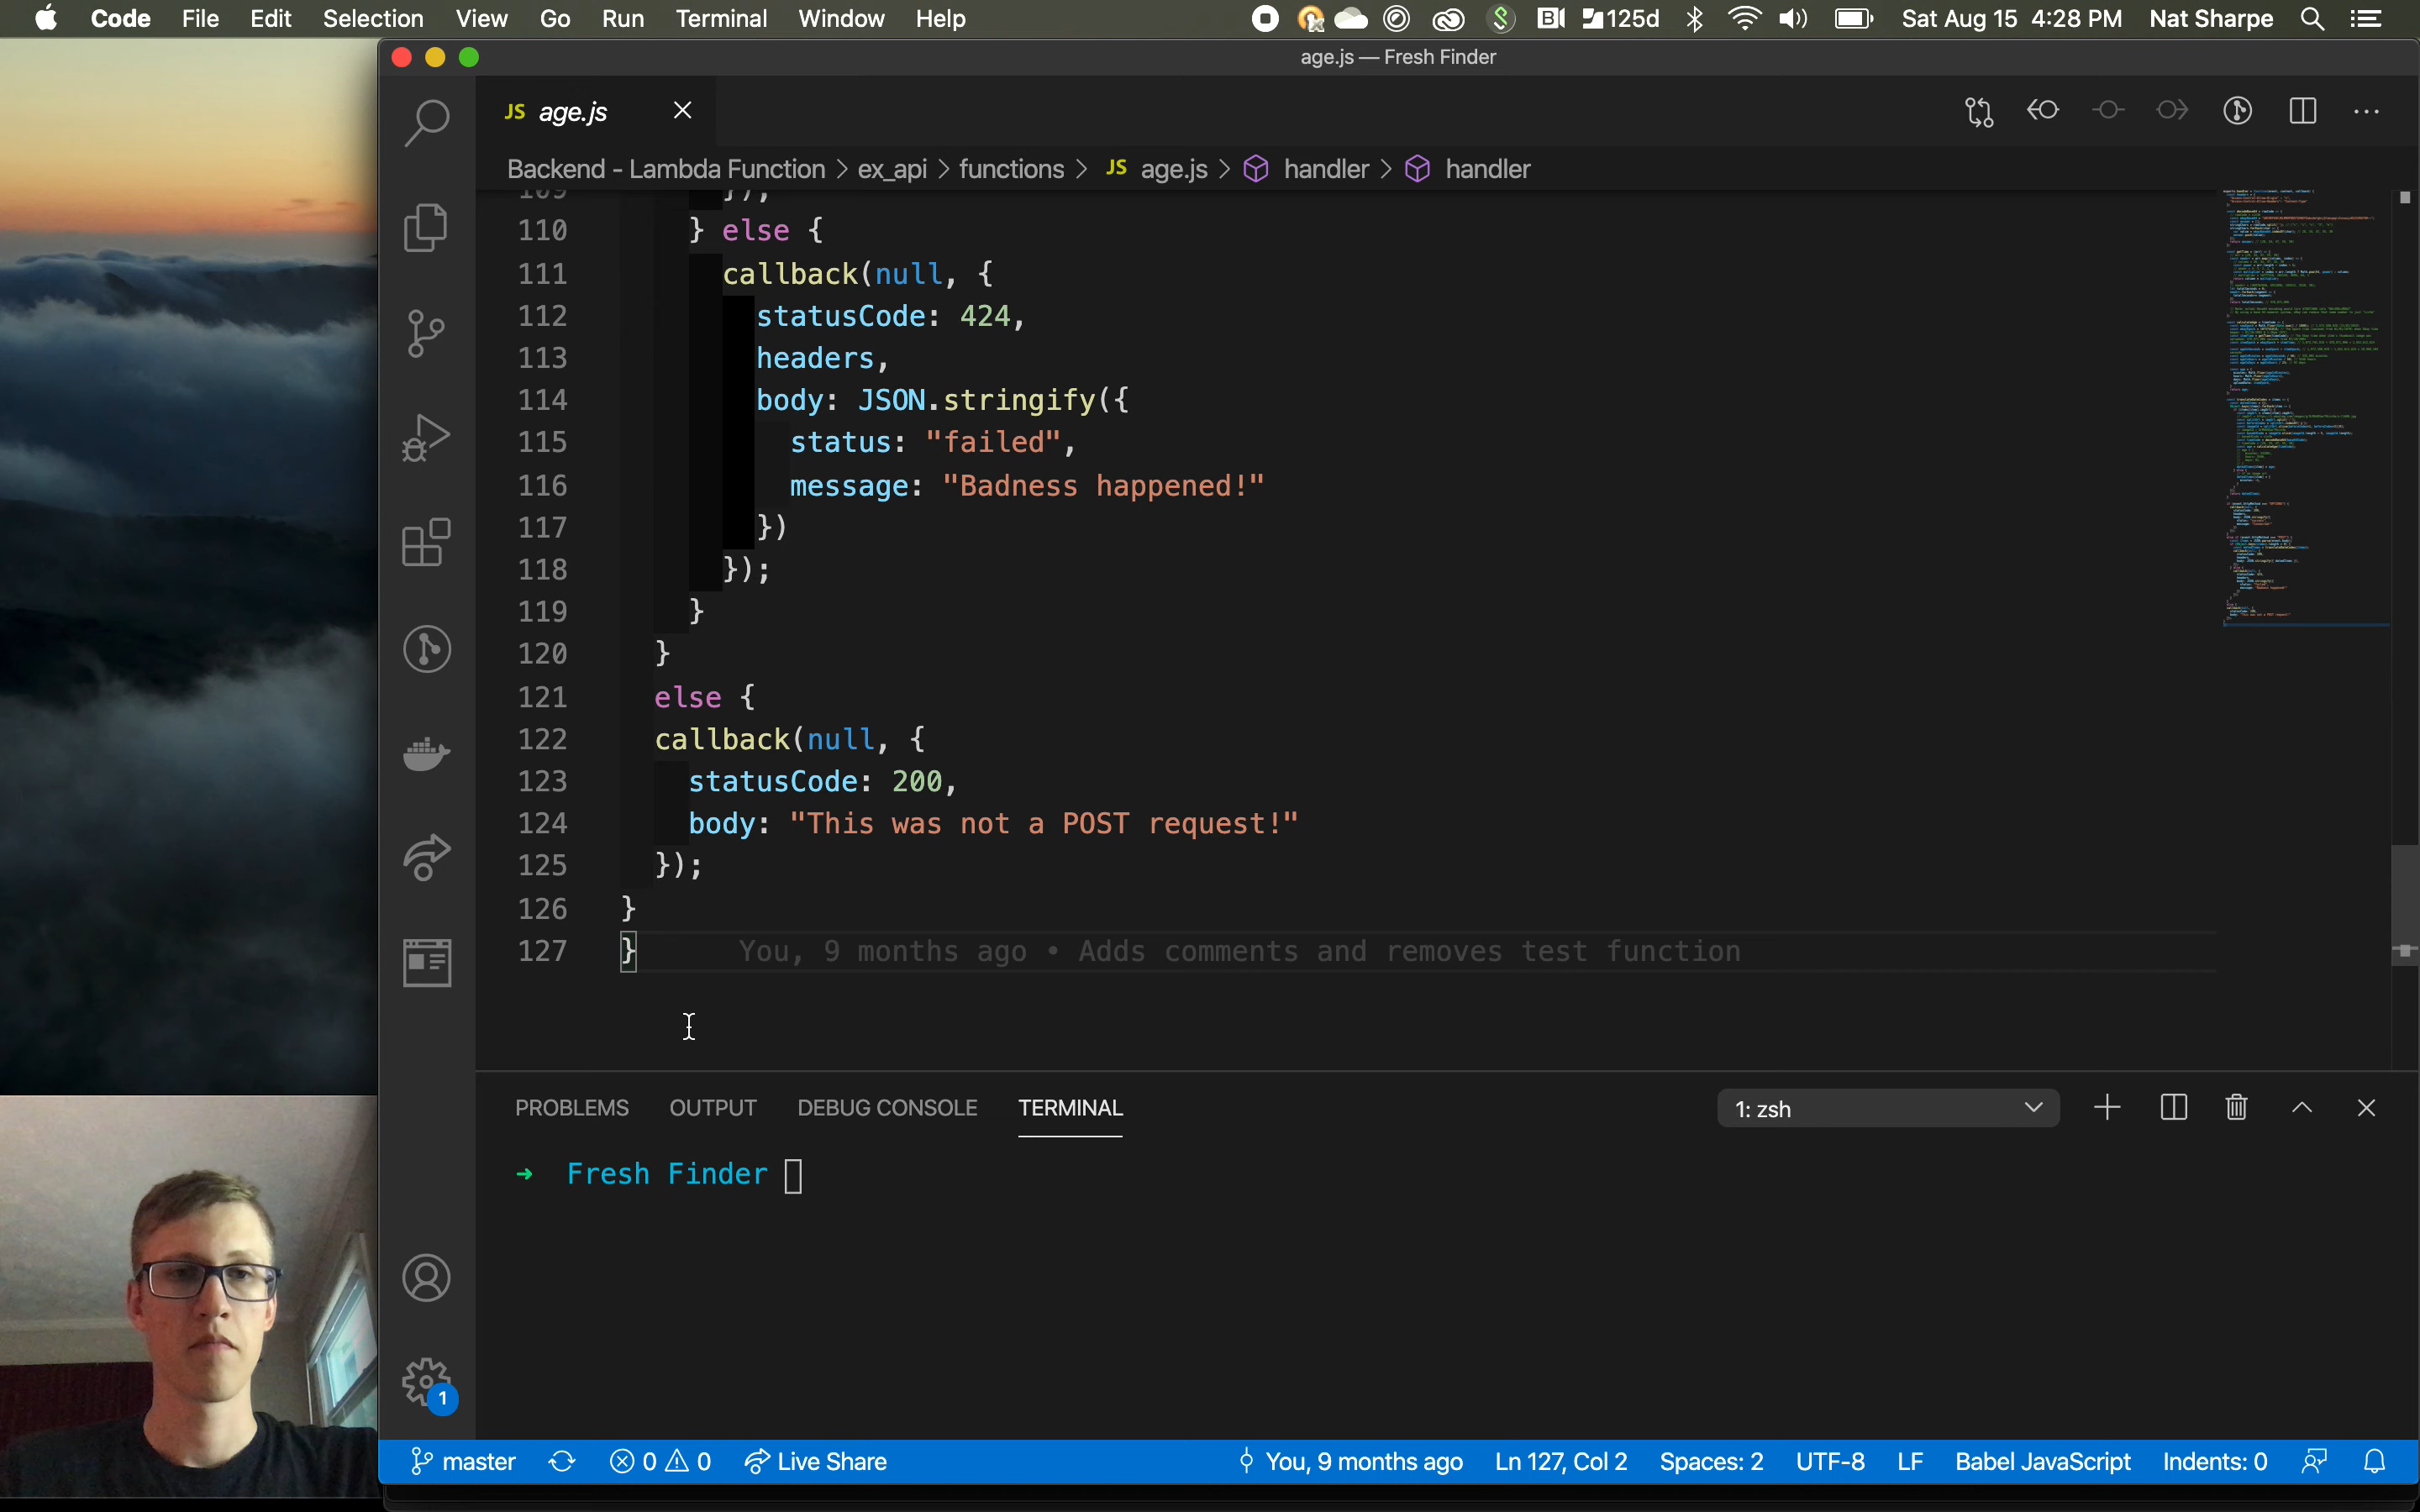 Code File Edit Selection View Go Run Terminal Window Help 125d Sat Aug 15 4:28 PM Nat Sharpe
age.js — Fresh Finder
JS age.js
Backend - Lambda Function > ex_api > functions > JS age.js > handler > handler
109 });
110 } else {
111 callback(null, {
112 statusCode: 424,
113 headers,
114 body: JSON.stringify({
115 status: "failed",
116 message: "Badness happened!"
117 })
118 });
119 }
120 }
121 else {
122 callback(null, {
123 statusCode: 200,
124 body: "This was not a POST request!"
125 });
126 }
127 } You, 9 months ago • Adds comments and removes test function
PROBLEMS OUTPUT DEBUG CONSOLE TERMINAL 1: zsh
→ Fresh Finder
1
master 0 0 Live Share You, 9 months ago Ln 127, Col 2 Spaces: 2 UTF-8 LF Babel JavaScript Indents: 0